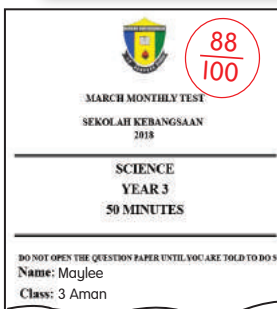 88
100
MARCH MONTHLY TEST
SEKOLAH KEBANGSAAN
2018
SCIENCE
YEAR 3
50 MINUTES
DO NOT OPEN THE QUESTION PAPER UNTIL YOU ARE TOLD TO DO S
Name: Maylee
Class: 3 Aman